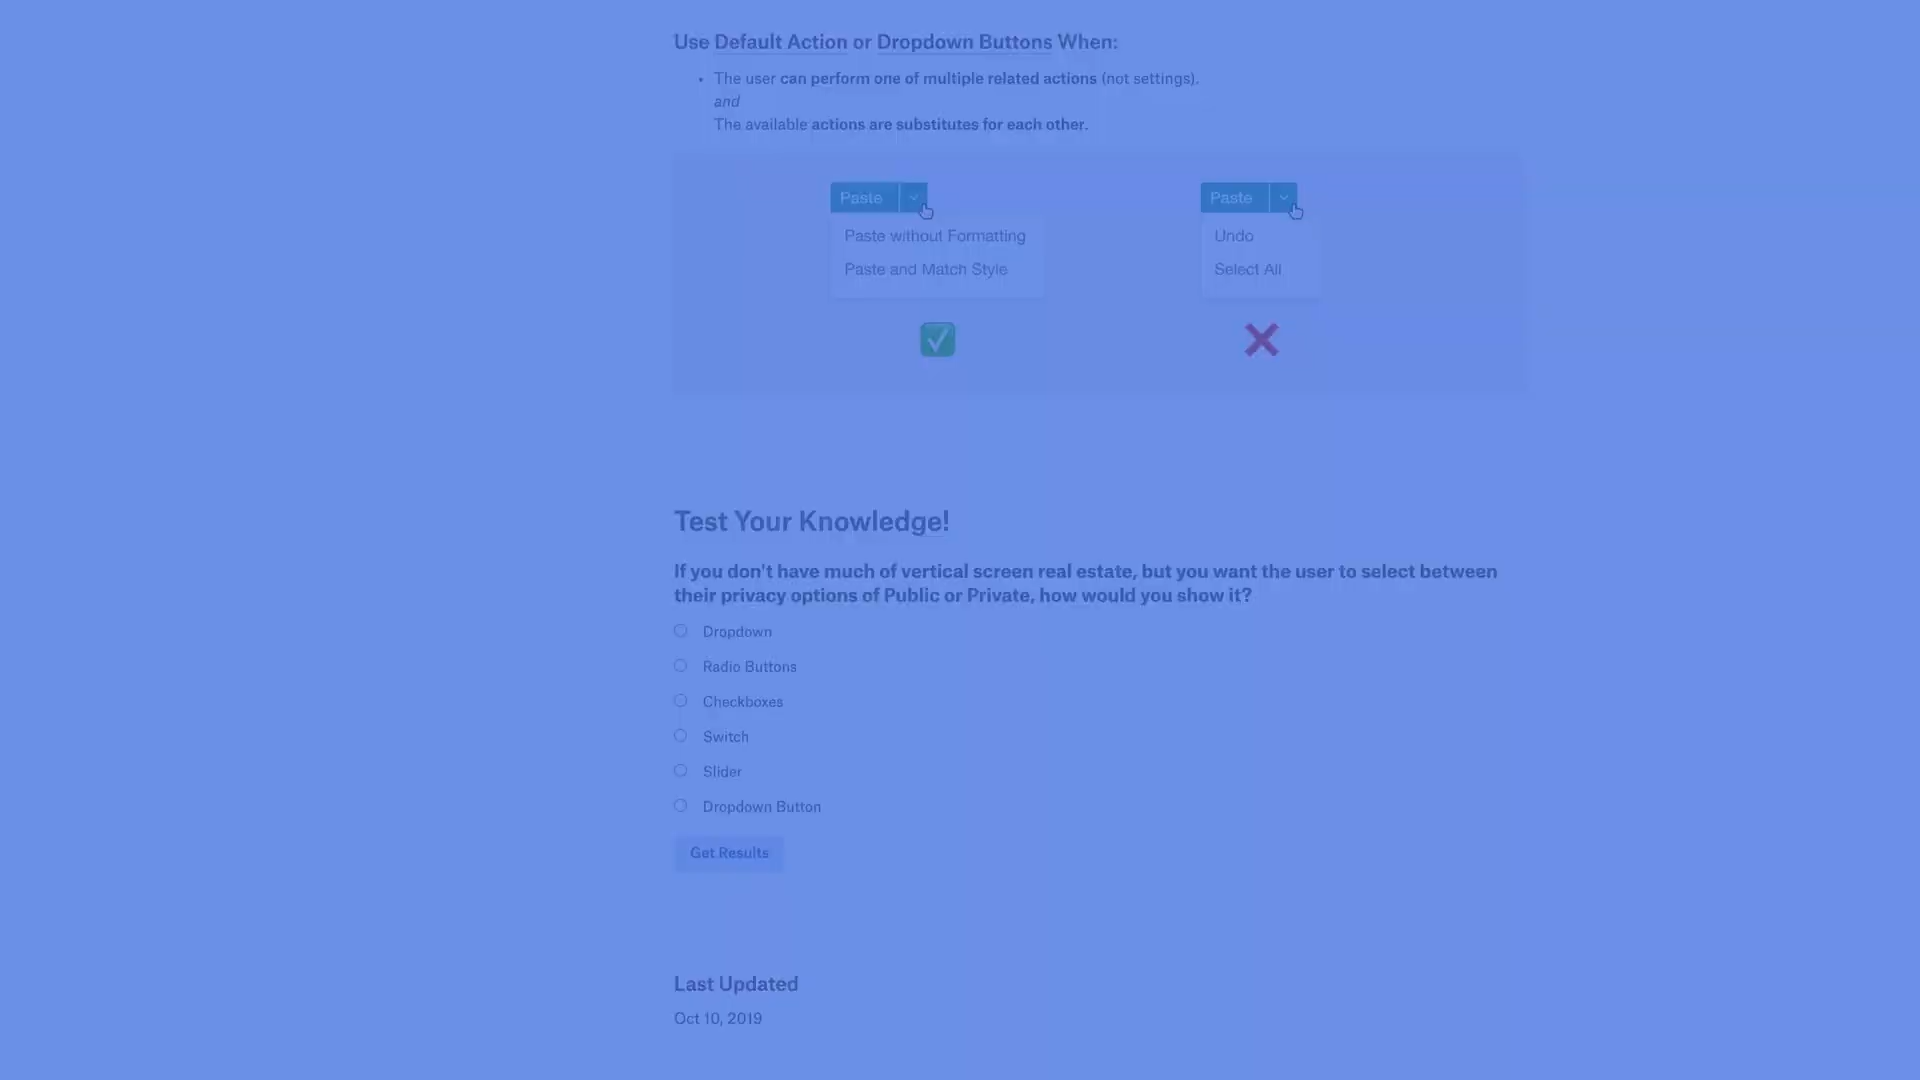 Use Default Action or Dropdown Buttons When:
• The user can perform one of multiple related actions (not settings).
and
The available actions are substitutes for each other.
Paste
Paste without Formatting
Paste and Match Style
Paste
Undo
Select All
Test Your Knowledge!
If you don't have much of vertical screen real estate, but you want the user to select between
their privacy options of Public or Private, how would you show it?
Dropdown
Radio Buttons
Checkboxes
Switch
Slider
Dropdown Button
Get Results
Last Updated
Oct 10, 2019